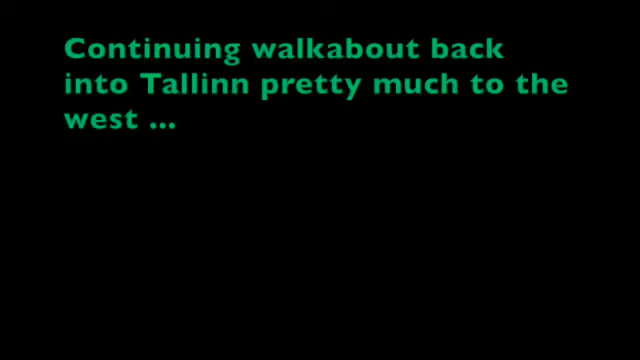 Continuing walkabout back
into Tallinn pretty much to the
west ...